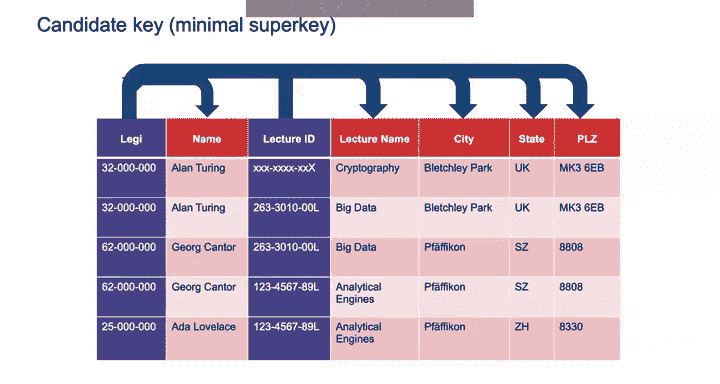 Candidate key (minimal superkey)
Legi Name Lecture ID Lecture Name City State PLZ
32-000-000 Alan Turing xxx-xxxx-xxX Cryptography Bletchley Park UK MK3 6EB
32-000-000 Alan Turing 263-3010-00L Big Data Bletchley Park UK MK3 6EB
62-000-000 Georg Cantor 263-3010-00L Big Data Pfäffikon SZ 8808
62-000-000 Georg Cantor 123-4567-89L Analytical Engines Pfäffikon SZ 8808
25-000-000 Ada Lovelace 123-4567-89L Analytical Engines Pfäffikon ZH 8330